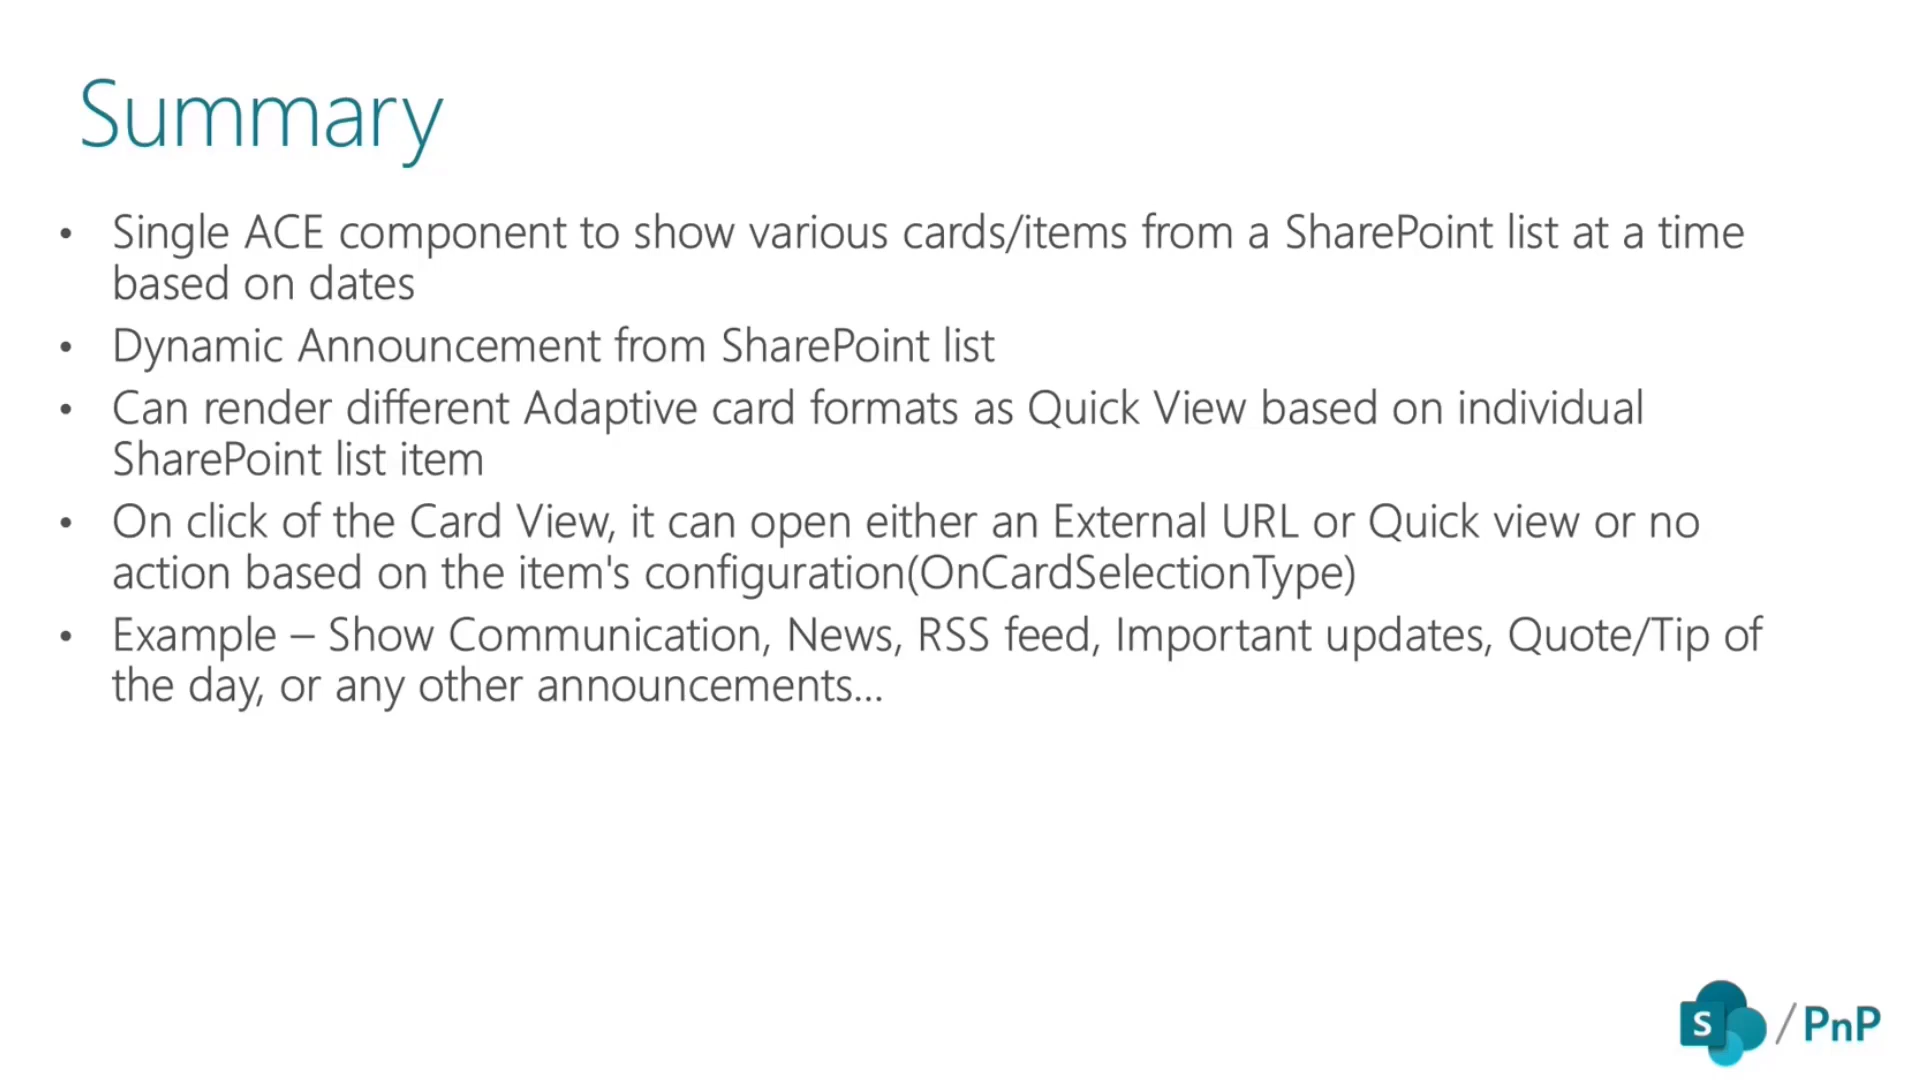 Summary
• Single ACE component to show various cards/items from a SharePoint list at a time
based on dates
• Dynamic Announcement from SharePoint list
• Can render different Adaptive card formats as Quick View based on individual
SharePoint list item
• On click of the Card View, it can open either an External URL or Quick view or no
action based on the item's configuration(OnCardSelectionType)
• Example – Show Communication, News, RSS feed, Important updates, Quote/Tip of
the day, or any other announcements...
S / PnP